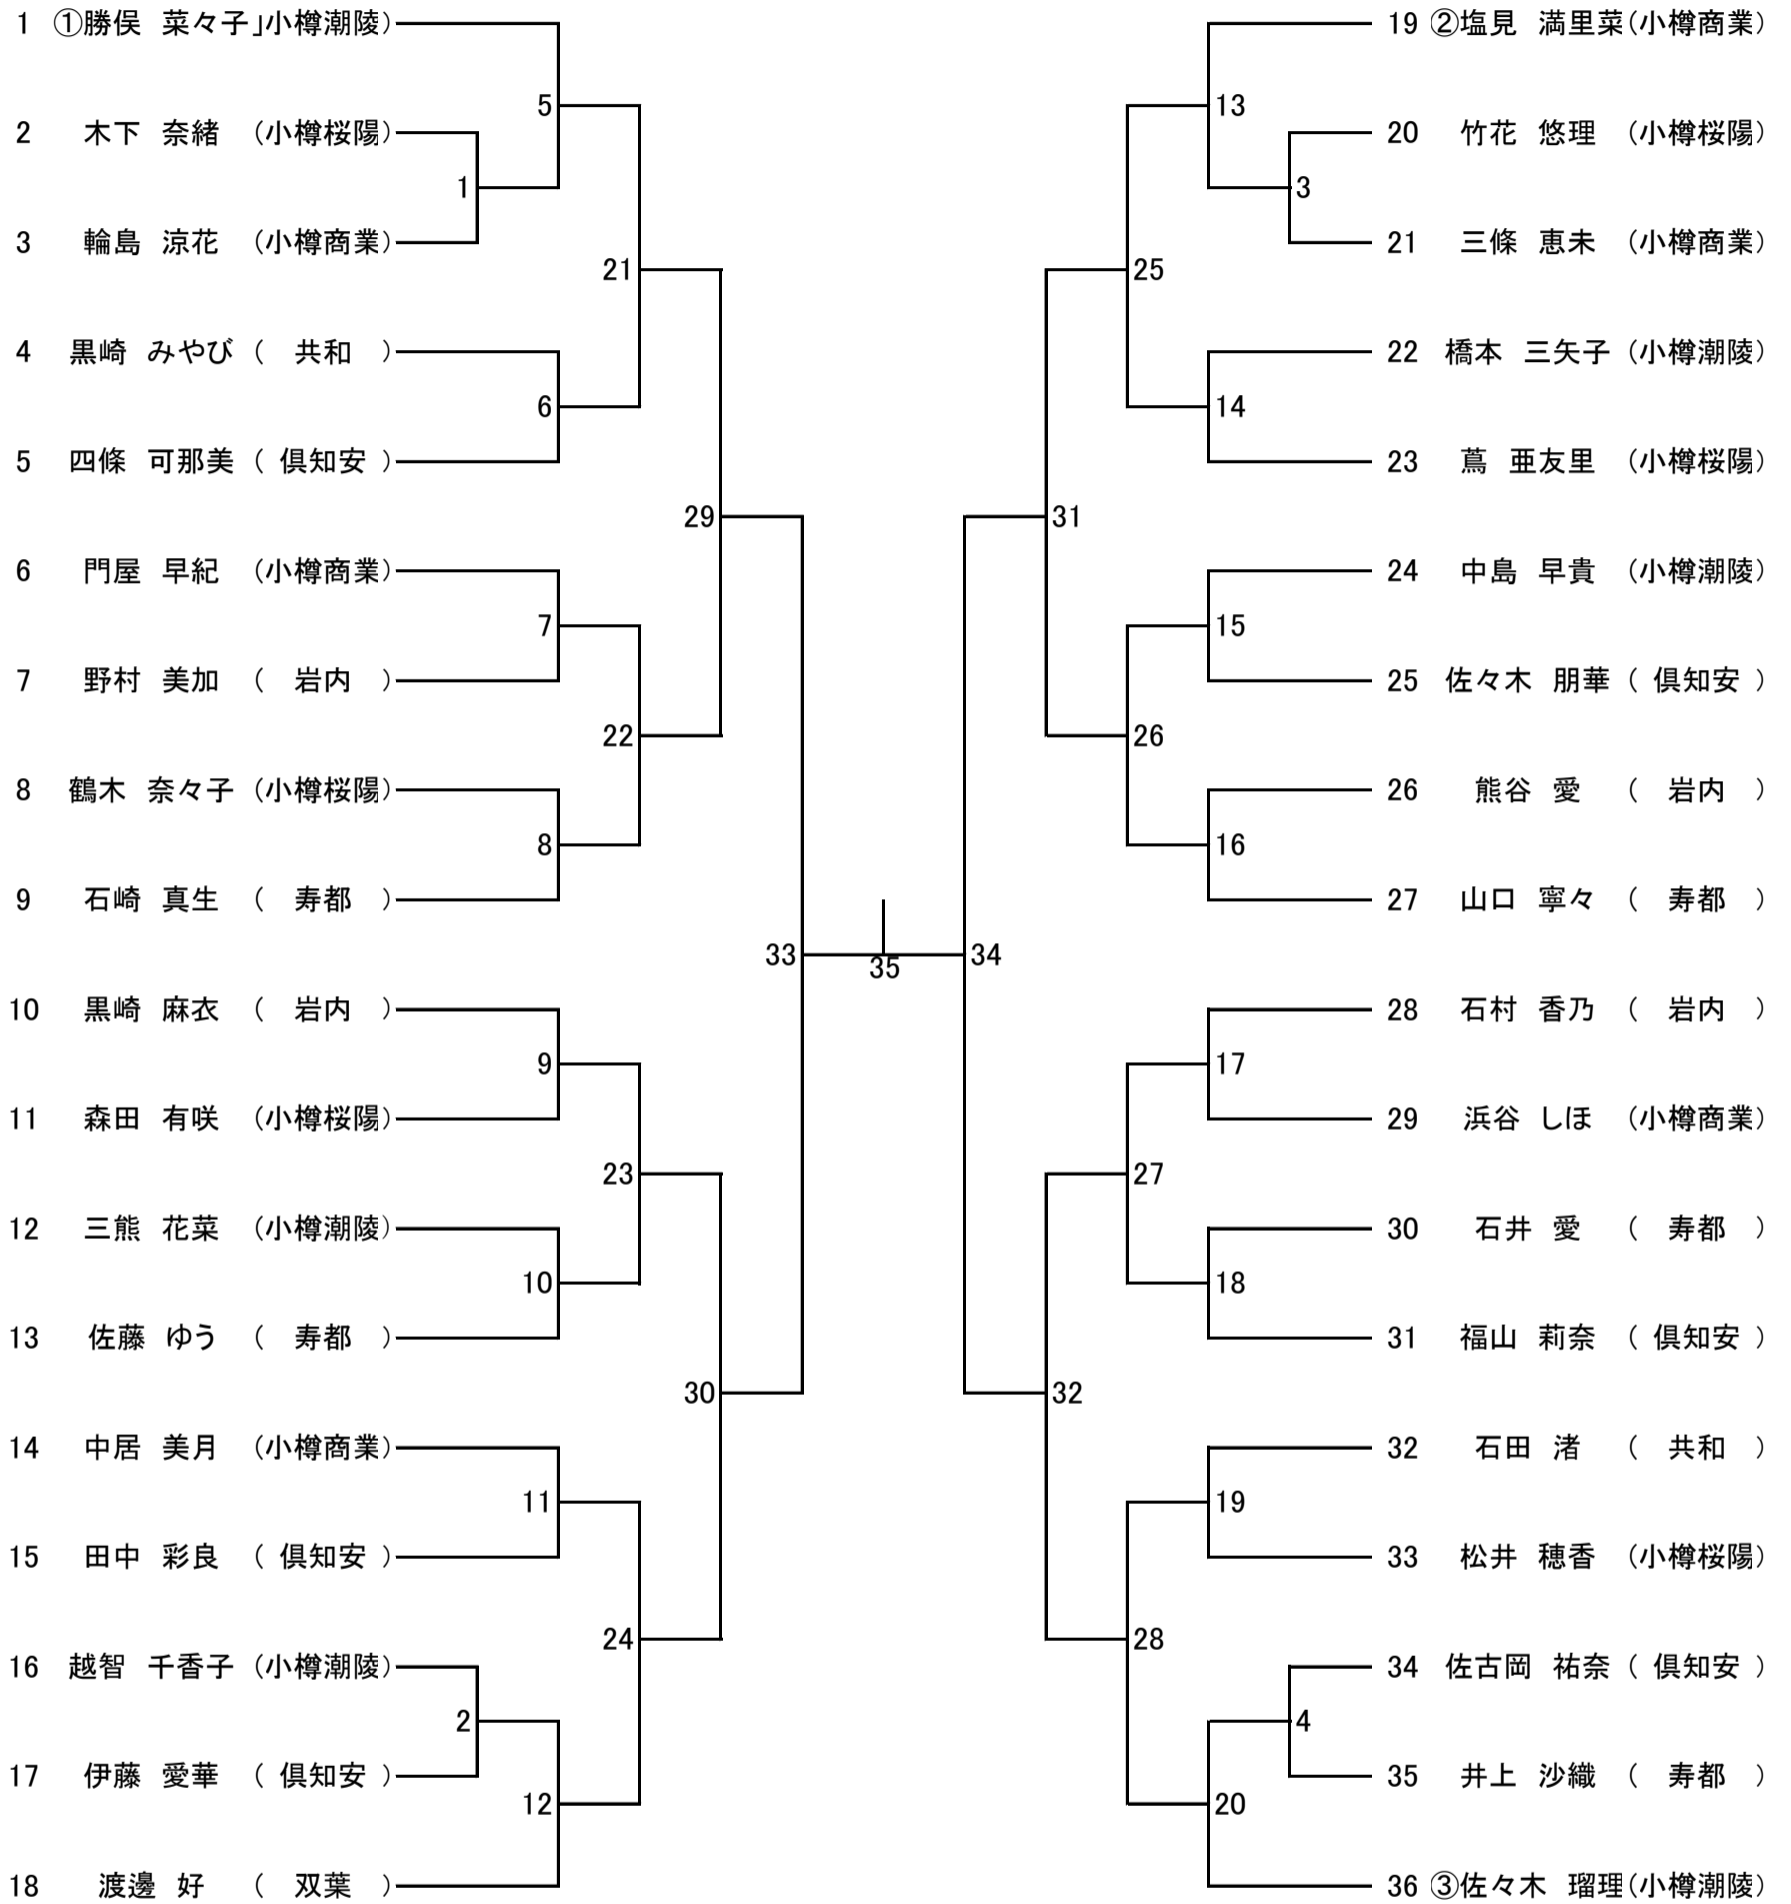 1 ①勝俣 菜々子」小樽潮陵)
5
2 木下 奈緒 (小樽桜陽)
1
3 輪島 涼花 (小樽商業)
21
4 黒崎 みやび ( 共和 )
6
5 四條 可那美 ( 倶知安 )
29
6 門屋 早紀 (小樽商業)
7
7 野村 美加 ( 岩内 )
22
8 鶴木 奈々子 (小樽桜陽)
8
9 石崎 真生 ( 寿都 )
33
10 黒崎 麻衣 ( 岩内 )
9
11 森田 有咲 (小樽桜陽)
23
12 三熊 花菜 (小樽潮陵)
10
13 佐藤 ゆう ( 寿都 )
30
14 中居 美月 (小樽商業)
11
15 田中 彩良 ( 倶知安 )
24
16 越智 千香子 (小樽潮陵)
2
17 伊藤 愛華 ( 倶知安 )
12
18 渡邊 好 ( 双葉 )
35
19 ②塩見 満里菜(小樽商業)
13
20 竹花 悠理 (小樽桜陽)
3
21 三條 恵未 (小樽商業)
25
22 橋本 三矢子 (小樽潮陵)
14
23 蔦 亜友里 (小樽桜陽)
31
24 中島 早貴 (小樽潮陵)
15
25 佐々木 朋華 ( 倶知安 )
26
26 熊谷 愛 ( 岩内 )
16
27 山口 寧々 ( 寿都 )
34
28 石村 香乃 ( 岩内 )
17
29 浜谷 しほ (小樽商業)
27
30 石井 愛 ( 寿都 )
18
31 福山 莉奈 ( 倶知安 )
32
32 石田 渚 ( 共和 )
19
33 松井 穂香 (小樽桜陽)
28
34 佐古岡 祐奈 ( 倶知安 )
4
35 井上 沙織 ( 寿都 )
20
36 ③佐々木 瑠理(小樽潮陵)